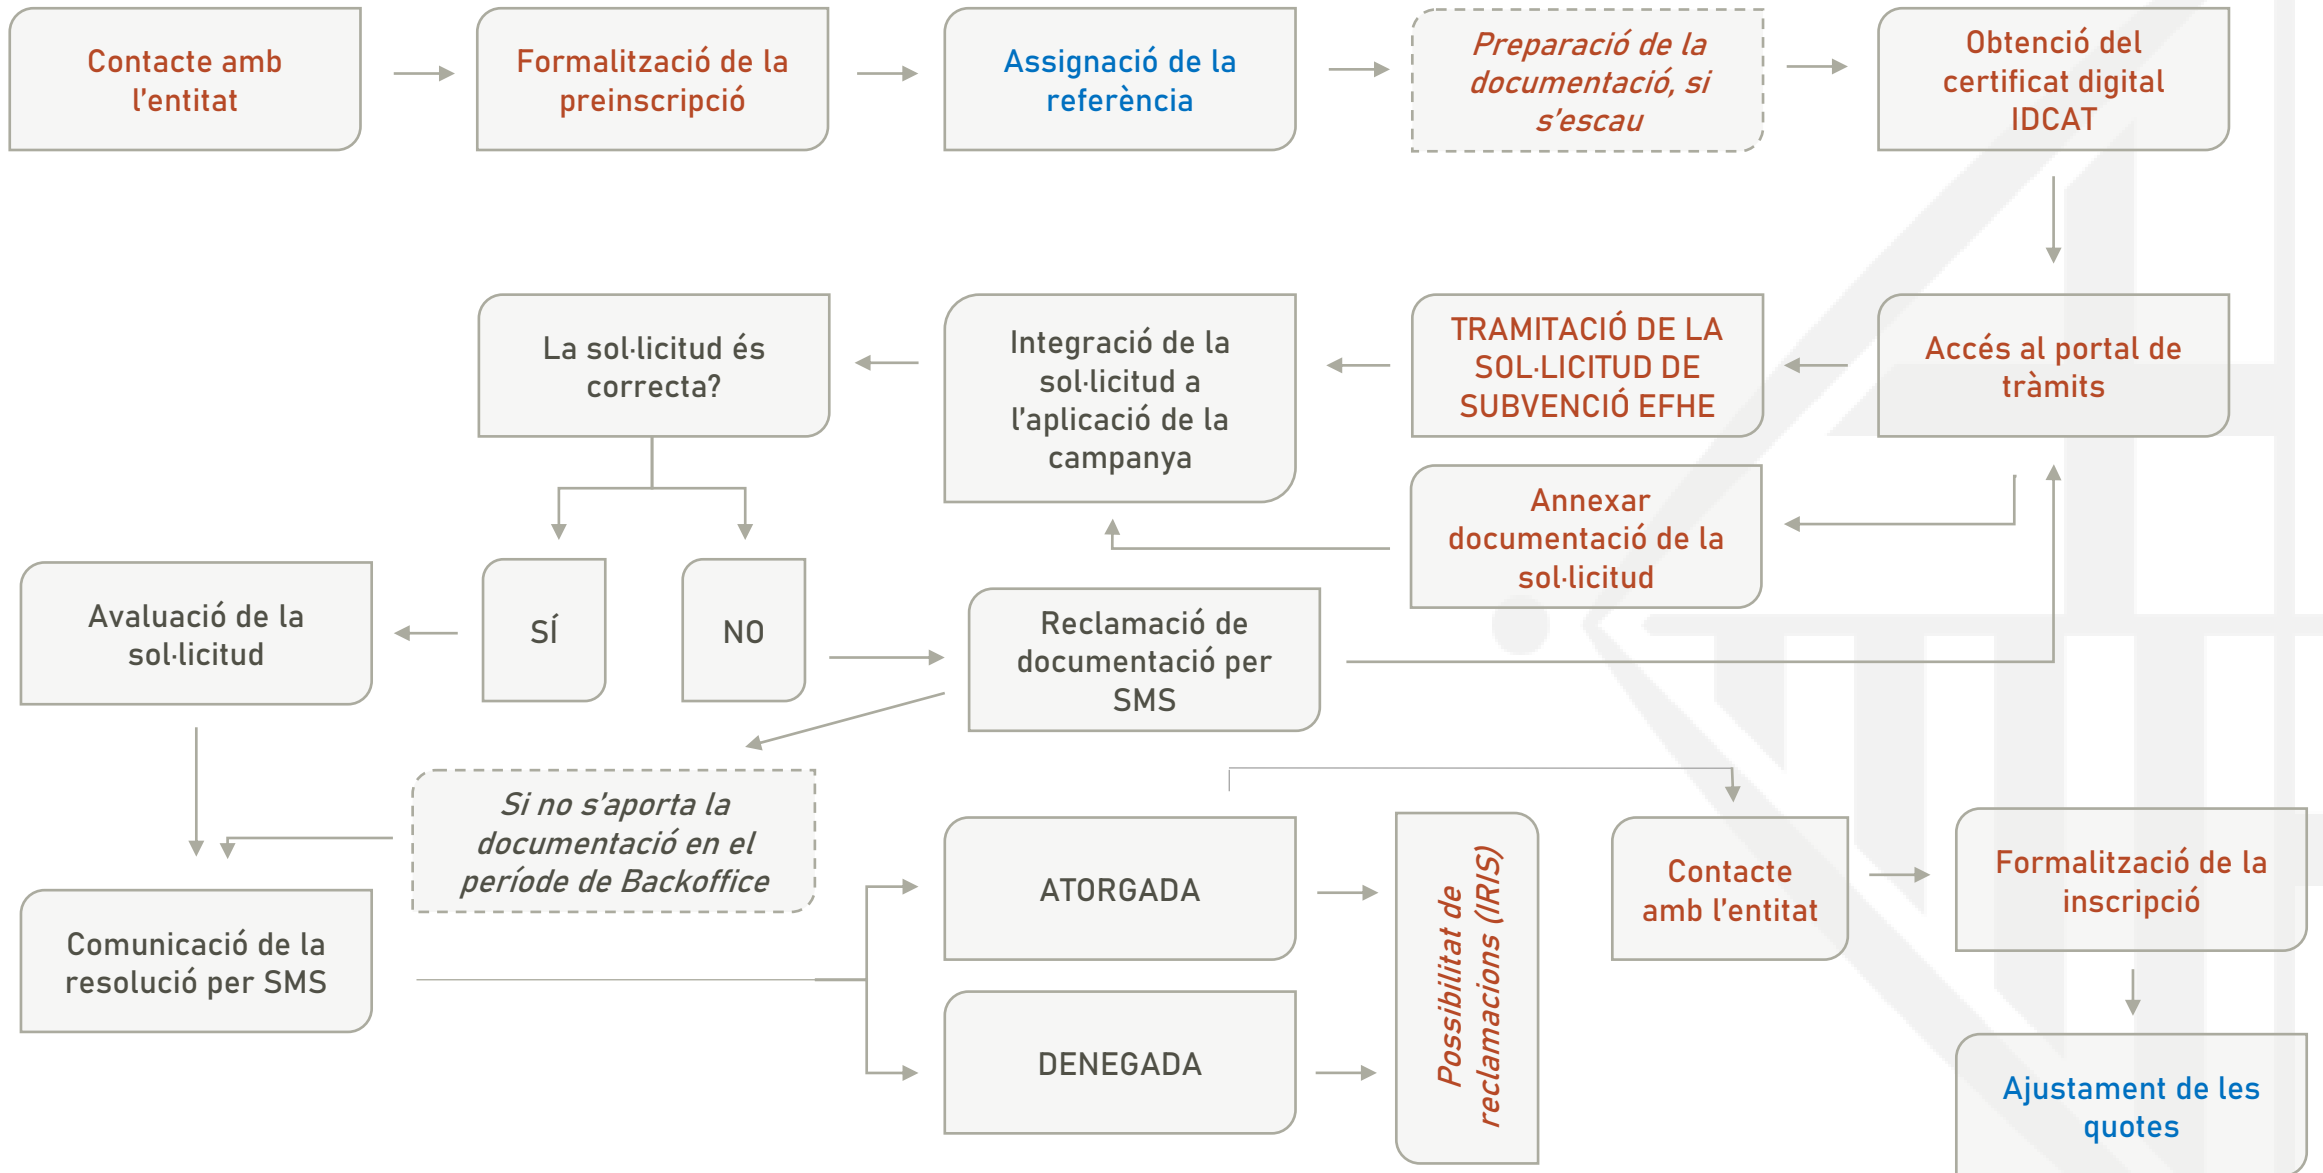 Contacte amb
l'entitat
Formalització de la
preinscripció
Assignació de la
referència
Preparació de la
documentació, si
s'escau
Obtenció del
certificat digital
IDCAT
La sol·licitud és
correcta?
Integració de la
sol·licitud a
l'aplicació de la
campanya
TRAMITACIÓ DE LA
SOL·LICITUD DE
SUBVENCIÓ EFHE
Accés al portal de
tràmits
Annexar
documentació de la
sol·licitud
Avaluació de la
sol·licitud
SÍ
NO
Reclamació de
documentació per
SMS
Si no s'aporta la
documentació en el
període de Backoffice
Comunicació de la
resolució per SMS
ATORGADA
DENEGADA
Possibilitat de
reclamacions (IRIS)
Contacte
amb l'entitat
Formalització de la
inscripció
Ajustament de les
quotes